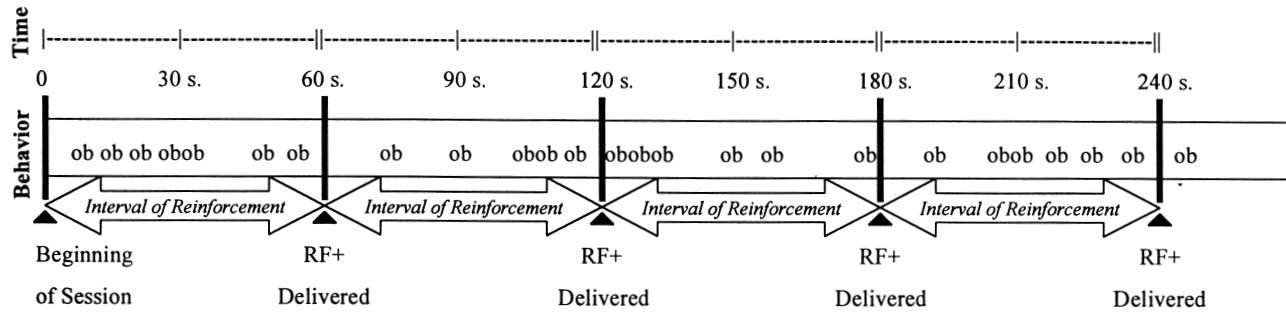 Time
|--------------|--------------||--------------|--------------||--------------|--------------||--------------|--------------||
0 30 s. 60 s. 90 s. 120 s. 150 s. 180 s. 210 s. 240 s.
Behavior
ob ob ob obob ob ob ob ob obob ob obobob ob ob ob ob obob ob ob ob ob
Interval of Reinforcement Interval of Reinforcement Interval of Reinforcement Interval of Reinforcement
Beginning RF+ RF+ RF+ RF+
of Session Delivered Delivered Delivered Delivered